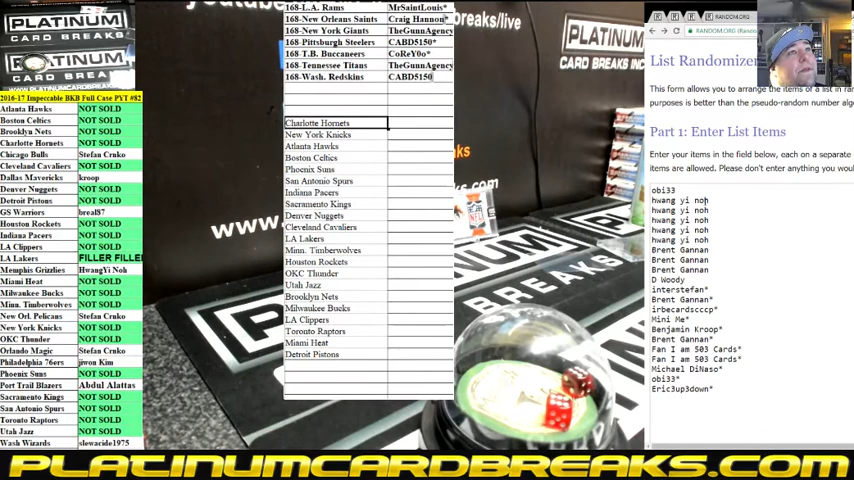 PLATINUM
CARD BREAKS
2016-17 Impeccable BKB Full Case PYT #82
Atlanta Hawks NOT SOLD
Boston Celtics NOT SOLD
Brooklyn Nets NOT SOLD
Charlotte Hornets NOT SOLD
Chicago Bulls Stefan Crnko
Cleveland Cavaliers NOT SOLD
Dallas Mavericks kroop
Denver Nuggets NOT SOLD
Detroit Pistons NOT SOLD
GS Warriors breal87
Houston Rockets NOT SOLD
Indiana Pacers NOT SOLD
LA Clippers NOT SOLD
LA Lakers FILLER FILLER
Memphis Grizzlies HwangYi Noh
Miami Heat NOT SOLD
Milwaukee Bucks NOT SOLD
Minn. Timberwolves NOT SOLD
New Orl. Pelicans Stefan Crnko
New York Knicks NOT SOLD
OKC Thunder NOT SOLD
Orlando Magic Stefan Crnko
Philadelphia 76ers jiwon Kim
Phoenix Suns NOT SOLD
Port Trail Blazers Abdul Alattas
Sacramento Kings NOT SOLD
San Antonio Spurs NOT SOLD
Toronto Raptors NOT SOLD
Utah Jazz NOT SOLD
Wash Wizards slewacide1975
168-L.A. Rams MrSaintLouis*
168-New Orleans Saints Craig Hannon*
168-New York Giants TheGunnAgency
168-Pittsburgh Steelers CABD5150*
168-T.B. Buccaneers CoReY0o*
168-Tennessee Titans TheGunnAgency
168-Wash. Redskins CABD5150
Charlotte Hornets
New York Knicks
Atlanta Hawks
Boston Celtics
Phoenix Suns
San Antonio Spurs
Indiana Pacers
Sacramento Kings
Denver Nuggets
Cleveland Cavaliers
LA Lakers
Minn. Timberwolves
Houston Rockets
OKC Thunder
Utah Jazz
Brooklyn Nets
Milwaukee Bucks
LA Clippers
Toronto Raptors
Miami Heat
Detroit Pistons
www.
breaks/live
PLATINUM
BREAKS
NFL
RANDOM.ORG
List Randomizer
This form allows you to arrange the items of a list in
purposes is better than the pseudo-random number algo
Part 1: Enter List Items
Enter your items in the field below, each on a separate
items are allowed. Please don't enter anything you woul
obi33
hwang yi noh
hwang yi noh
hwang yi noh
hwang yi noh
hwang yi noh
Brent Gannan
Brent Gannan
Brent Gannan
D Woody
interstefan*
Brent Gannan*
irbecardscccp*
Mini Me*
Benjamin Kroop*
Brent Gannan*
Fan I am 503 Cards*
Fan I am 503 Cards*
Michael DiNaso*
obi33*
Eric3up3down*
PLATINUMCARDBREAKS.COM